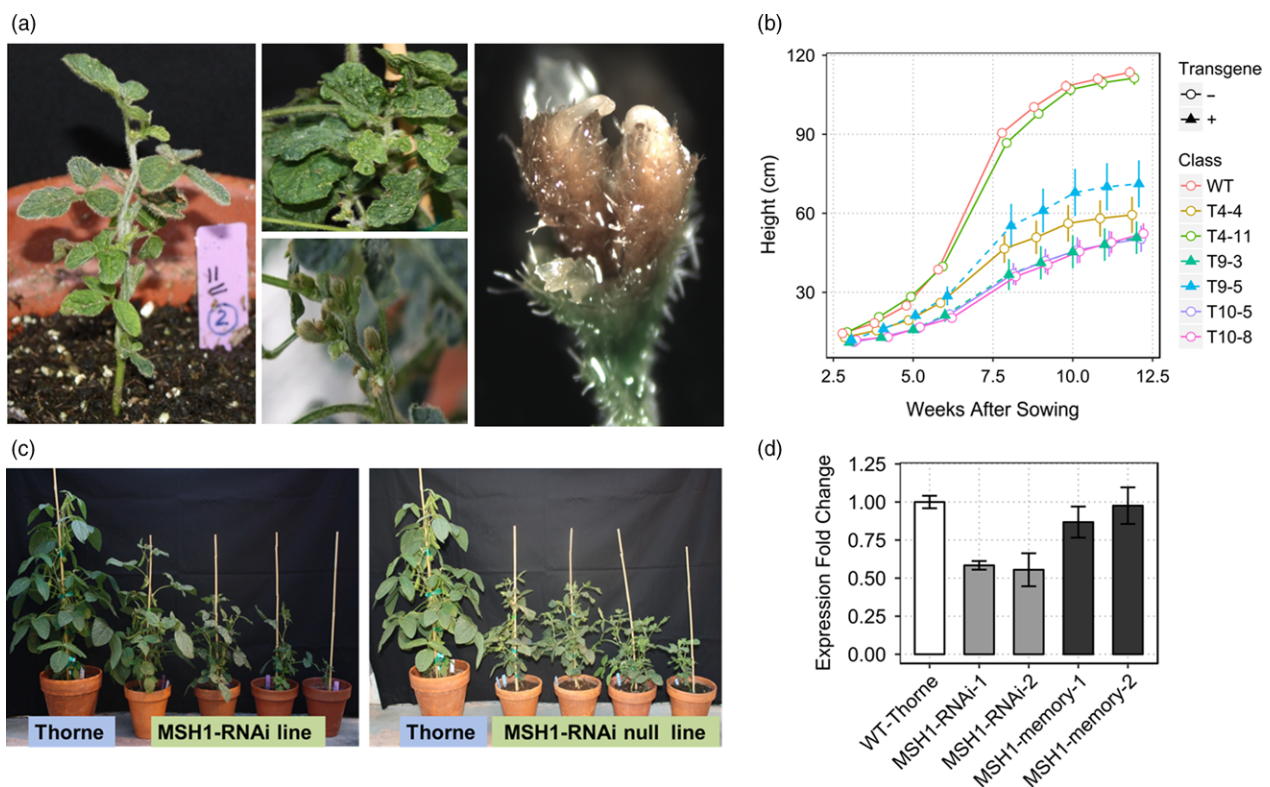 (a)
11
2
(b)
120
90
60
30
Height (cm)
2.5 5.0 7.5 10.0 12.5
Weeks After Sowing
Transgene
–
+
Class
WT
T4-4
T4-11
T9-3
T9-5
T10-5
T10-8
(c)
Thorne
MSH1-RNAi line
Thorne
MSH1-RNAi null line
(d)
1.25
1.00
0.75
0.50
0.25
0.00
Expression Fold Change
WT-Thorne
MSH1-RNAi-1
MSH1-RNAi-2
MSH1-memory-1
MSH1-memory-2